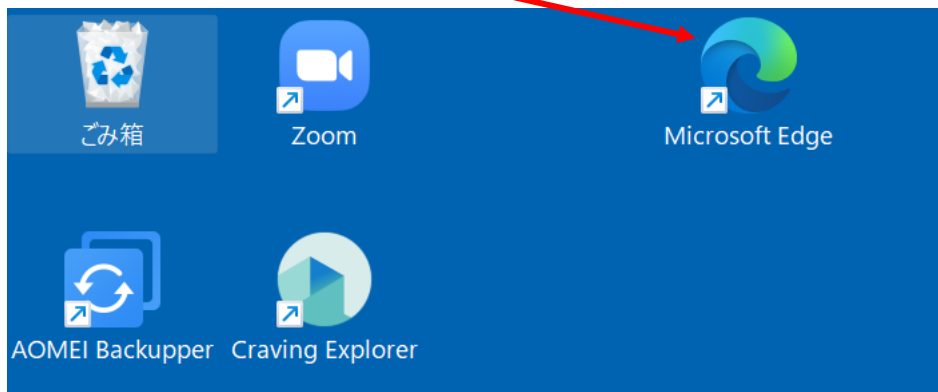 ごみ箱
Zoom
Microsoft Edge
AOMEI Backupper
Craving Explorer